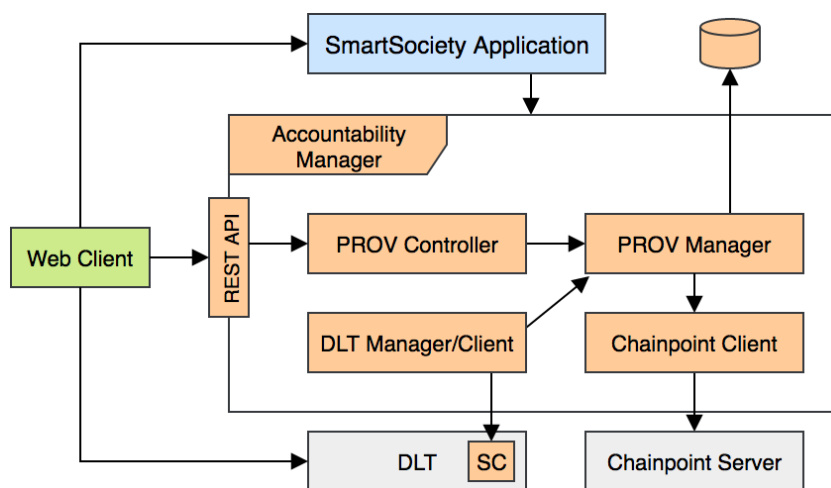 SmartSociety Application
Accountability
Manager
Web Client
REST API
PROV Controller
PROV Manager
DLT Manager/Client
Chainpoint Client
DLT
SC
Chainpoint Server